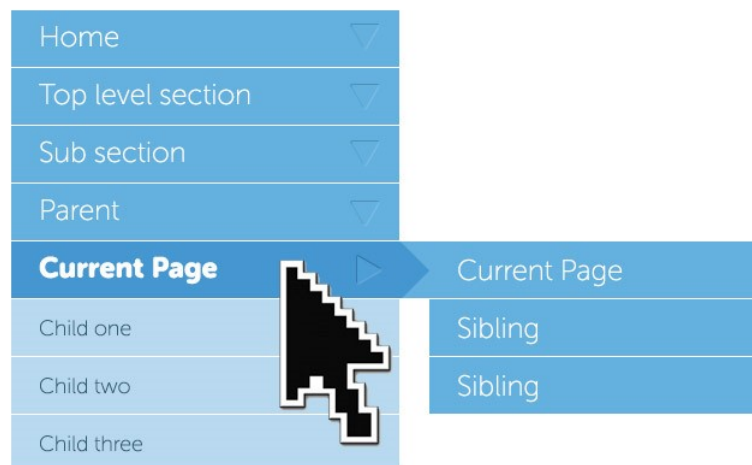 Home
Top level section
Sub section
Parent
Current Page
Child one
Child two
Child three
Current Page
Sibling
Sibling